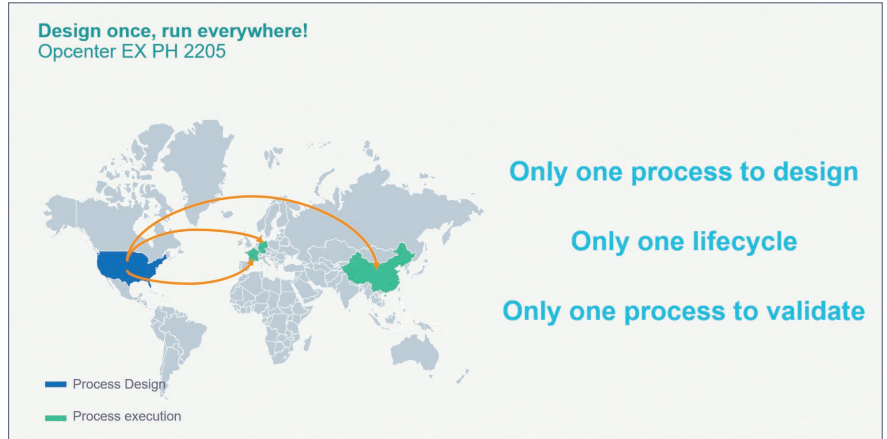 Design once, run everywhere!
Opcenter EX PH 2205
Only one process to design
Only one lifecycle
Only one process to validate
Process Design
Process execution